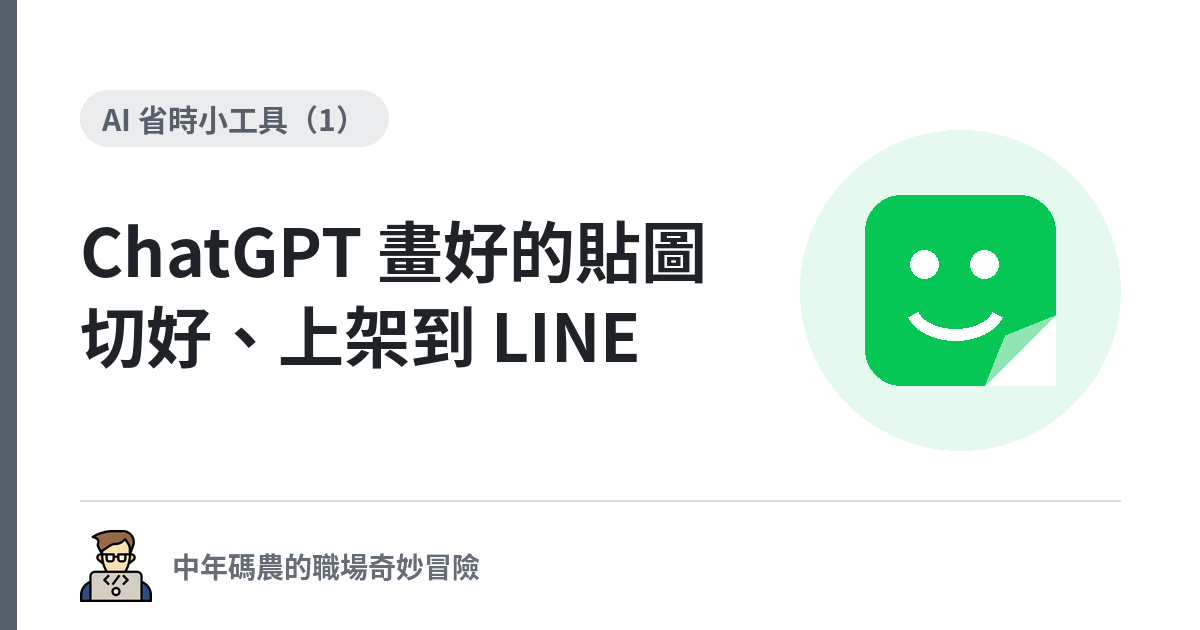 AI 省時小工具（1）
ChatGPT 畫好的貼圖
切好、上架到 LINE
</>
中年碼農的職場奇妙冒險